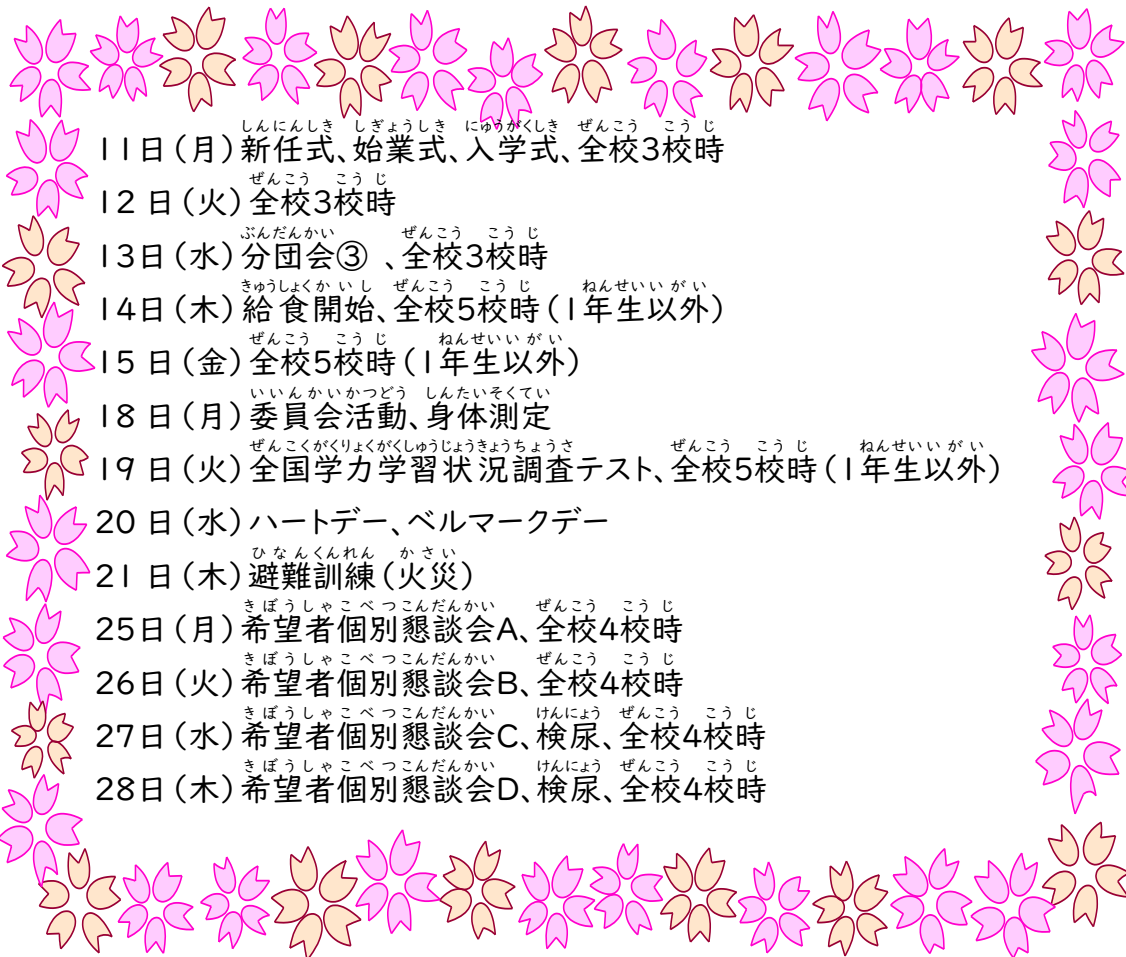 11日(月)新任式、始業式、入学式、全校3校時
12日(火)全校3校時
13日(水)分団会③ 、全校3校時
14日(木)給食開始、全校5校時(1年生以外)
15日(金)全校5校時(1年生以外)
18日(月)委員会活動、身体測定
19日(火)全国学力学習状況調査テスト、全校5校時(1年生以外)
20日(水)ハートデー、ベルマークデー
21日(木)避難訓練(火災)
25日(月)希望者個別懇談会A、全校4校時
26日(火)希望者個別懇談会B、全校4校時
27日(水)希望者個別懇談会C、検尿、全校4校時
28日(木)希望者個別懇談会D、検尿、全校4校時